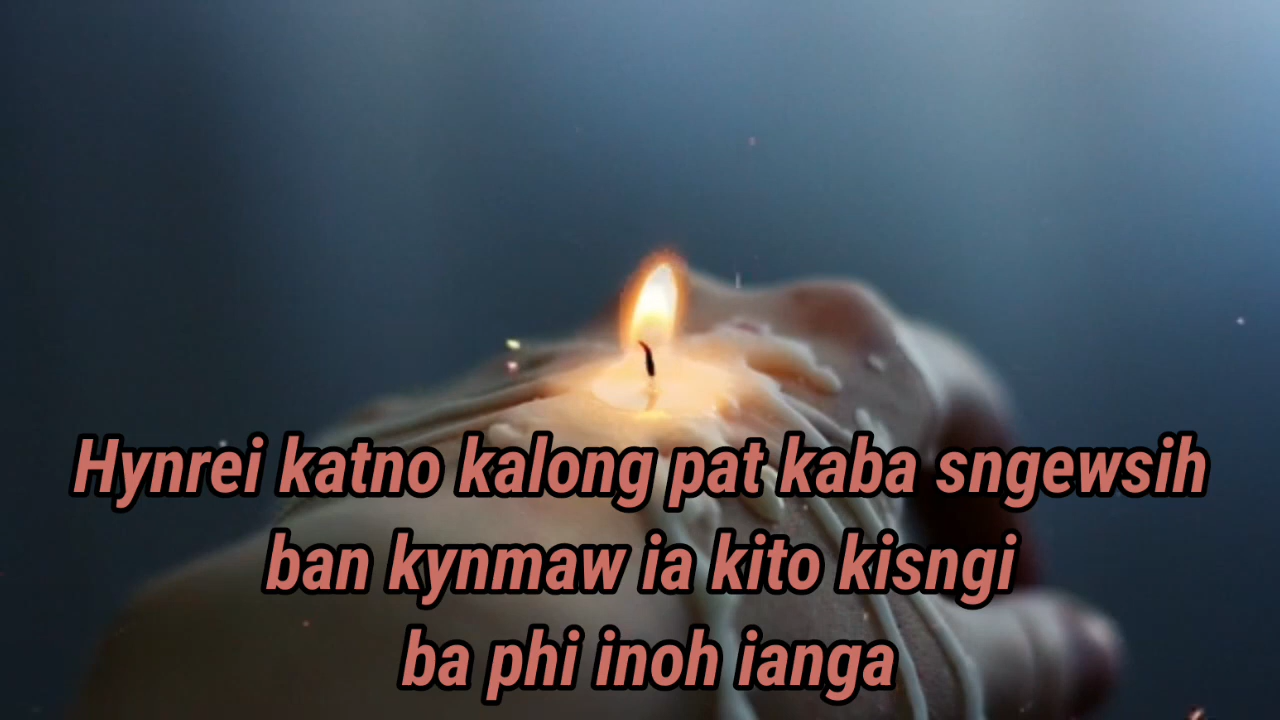 Hynrei katno kalong pat kaba sngewsih
ban kynmaw ia kito kisngi
ba phi inoh ianga